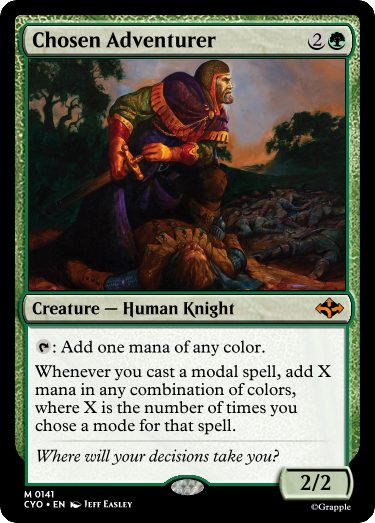 Chosen Adventurer 2
Creature — Human Knight
: Add one mana of any color.
Whenever you cast a modal spell, add X
mana in any combination of colors,
where X is the number of times you
chose a mode for that spell.
Where will your decisions take you?
2/2
M 0141
CYO • EN Jeff Easley
©Grapple